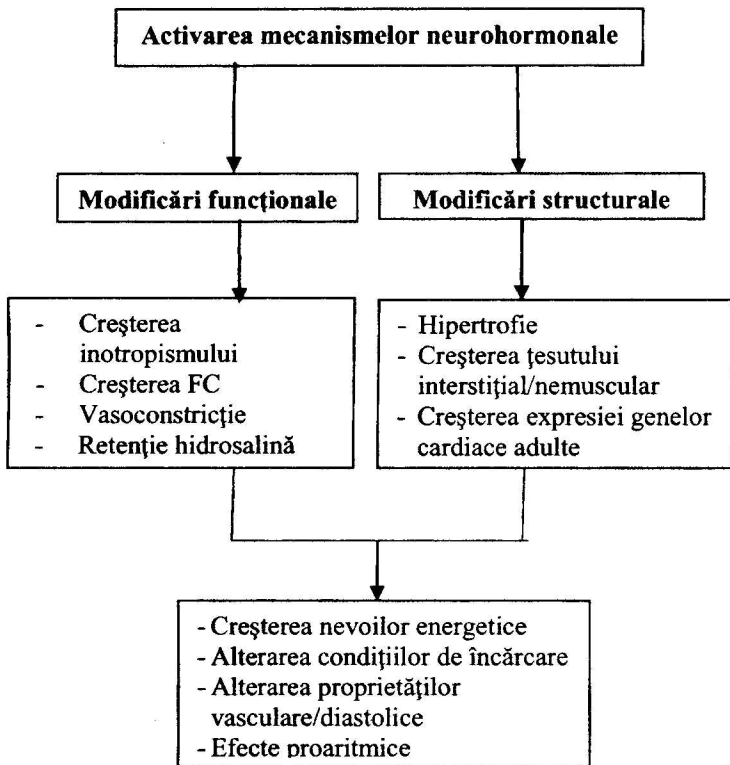 Activarea mecanismelor neurohormonale
Modificări funcţionale
Modificări structurale
- Creşterea
inotropismului
- Creşterea FC
- Vasoconstricţie
- Retenţie hidrosalină
- Hipertrofie
- Creşterea ţesutului
interstiţial/nemuscular
- Creşterea expresiei genelor
cardiace adulte
- Creşterea nevoilor energetice
- Alterarea condiţiilor de încărcare
- Alterarea proprietăţilor
vasculare/diastolice
- Efecte proaritmice